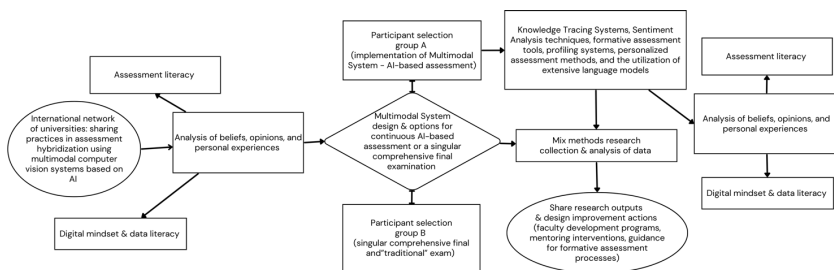 Assessment literacy
International network
of universities: sharing
practices in assessment
hybridization using
multimodal computer
vision systems based on
AI
Analysis of beliefs, opinions, and
personal experiences
Digital mindset & data literacy
Participant selection
group A
(implementation of Multimodal
System - AI-based assessment)
Multimodal System
design & options for
continuous AI-based
assessment or a singular
comprehensive final
examination
Participant selection
group B
(singular comprehensive final
and"traditional" exam)
Knowledge Tracing Systems, Sentiment
Analysis techniques, formative assessment
tools, profiling systems, personalized
assessment methods, and the utilization
of extensive language models
Mix methods research
collection & analysis of data
Share research outputs
& design improvement actions
(faculty development programs,
mentoring interventions, guidance
for formative assessment
processes)
Assessment literacy
Analysis of beliefs, opinions, and
personal experiences
Digital mindset & data literacy